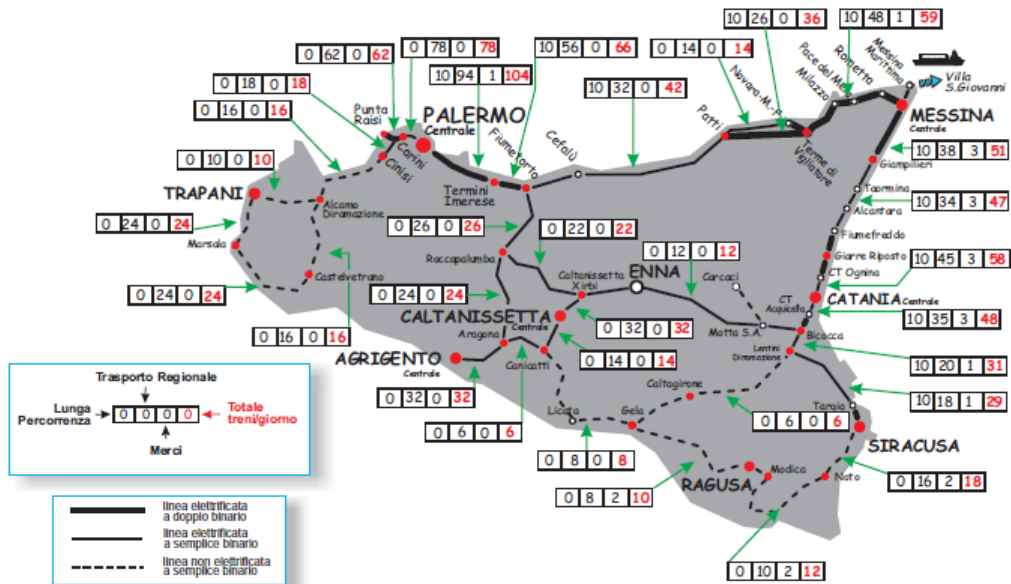 10 26 0 36
10 48 1 59
0 62 0 62
0 78 0 78
10 56 0 66
0 14 0 14
0 18 0 18
10 94 1 104
10 32 0 42
0 16 0 16
Messina
Marittima
Rometta
Pace del Mela
Milazzo
Novara-M.-F.
Villa
S.Giovanni
Punta
Raisi
PALERMO
Centrale
Carini
Cinisi
Fiumetorto
Cefalù
Patti
Terme di
Vigliatore
MESSINA
Centrale
10 38 3 51
Giampilieri
0 10 0 10
TRAPANI
Termini
Imerese
Alcamo
Diramazione
Taormina
Alcantara
10 34 3 47
0 24 0 24
Marsala
0 26 0 26
0 22 0 22
0 12 0 12
Fiumefreddo
Roccapalumba
Caltanissetta
Xirbi
ENNA
Carcaci
Giarre Riposto
CT Ognina
10 45 3 58
Castelvetrano
0 24 0 24
0 24 0 24
CALTANISSETTA
Centrale
CT
Acquicella
CATANIA Centrale
10 35 3 48
0 16 0 16
Aragona
0 32 0 32
Motta S.A.
Bicocca
AGRIGENTO
Centrale
Canicattì
0 14 0 14
Lentini
Diramazione
10 20 1 31
Trasporto Regionale
Lunga
Percorrenza
0 0 0 0
Totale
treni/giorno
Merci
0 32 0 32
Caltagirone
10 18 1 29
0 6 0 6
Licata
Gela
0 6 0 6
Targia
SIRACUSA
0 8 0 8
0 8 2 10
RAGUSA
Modica
Noto
0 16 2 18
linea elettrificata
a doppio binario
linea elettrificata
a semplice binario
linea non elettrificata
a semplice binario
0 10 2 12